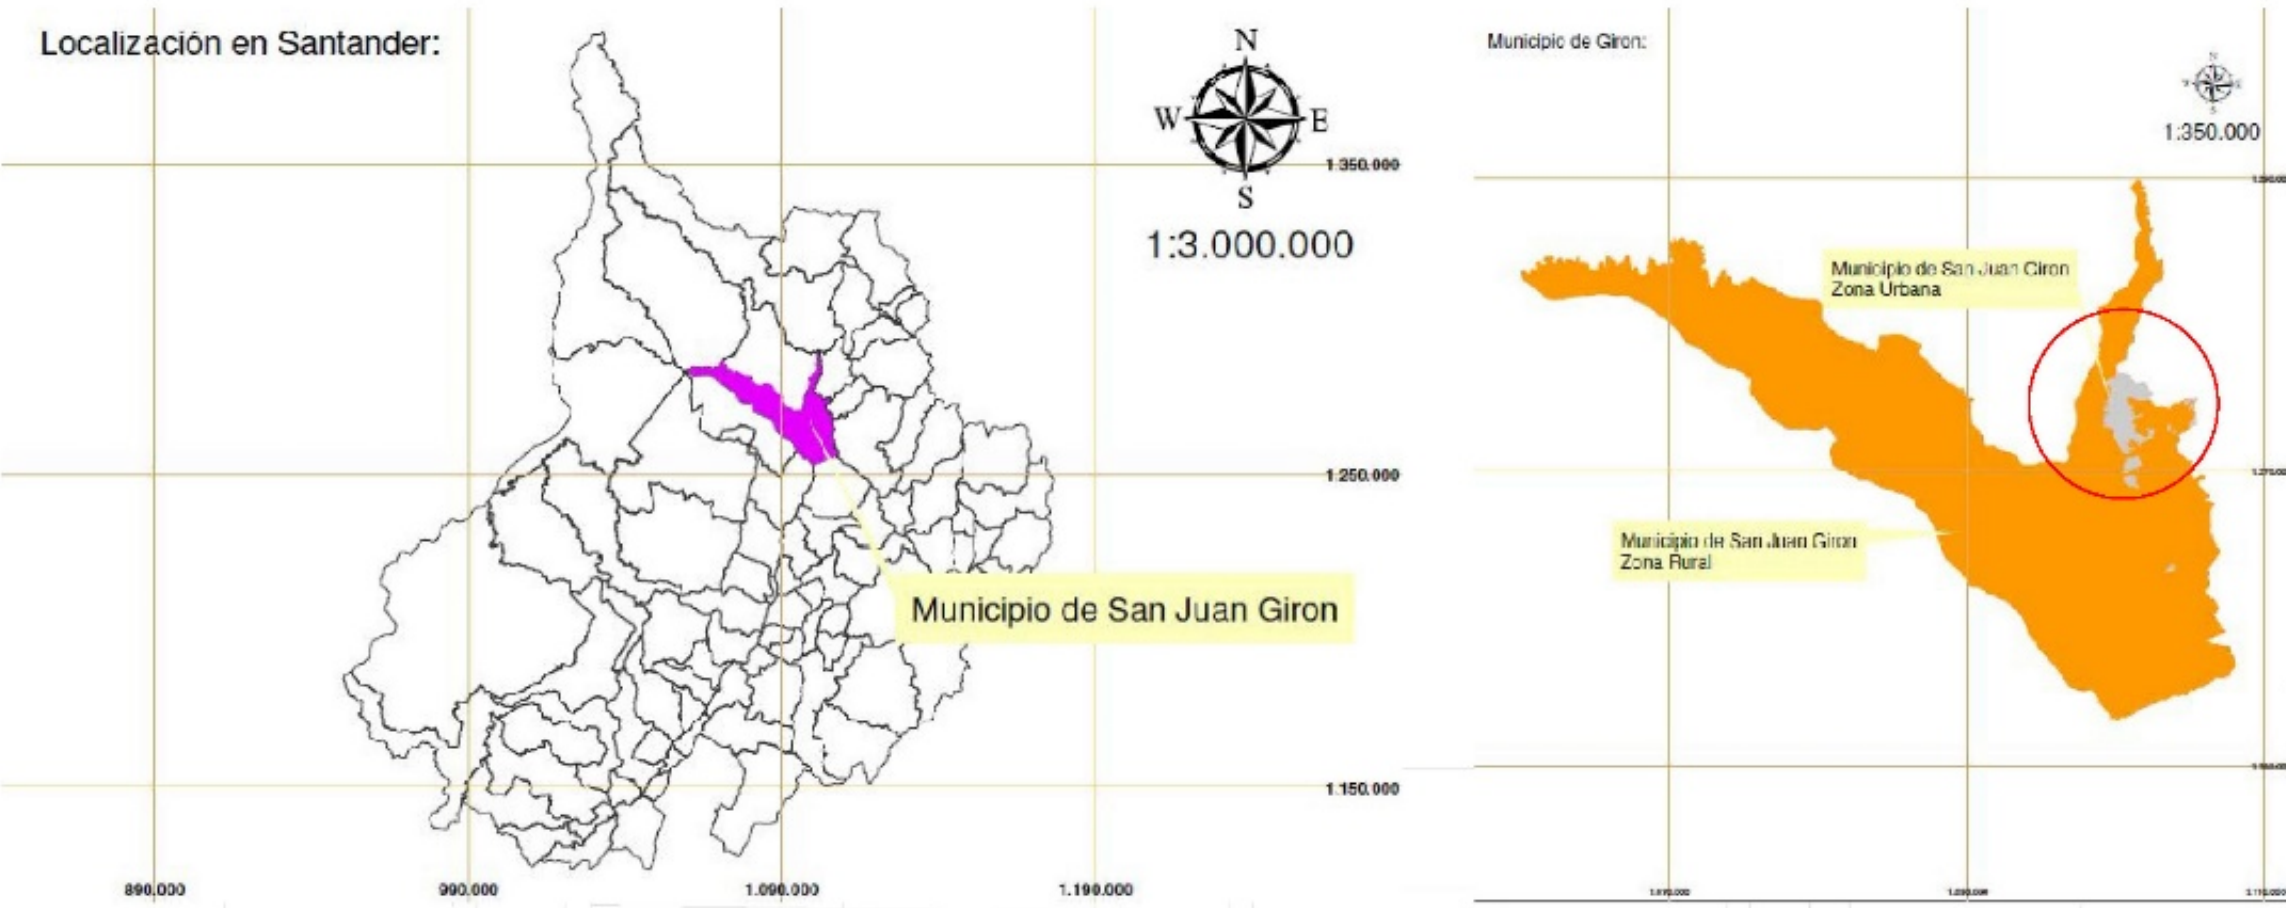 Localización en Santander:
N
W
E
S
1:3.000.000
1:350.000
1:250.000
1:150.000
Municipio de San Juan Giron
890.000
990.000
1.090.000
1.190.000
Municipio de Giron:
N
S
1:350.000
Municipio de San Juan Giron
Zona Urbana
Municipio de San Juan Giron
Zona Rural